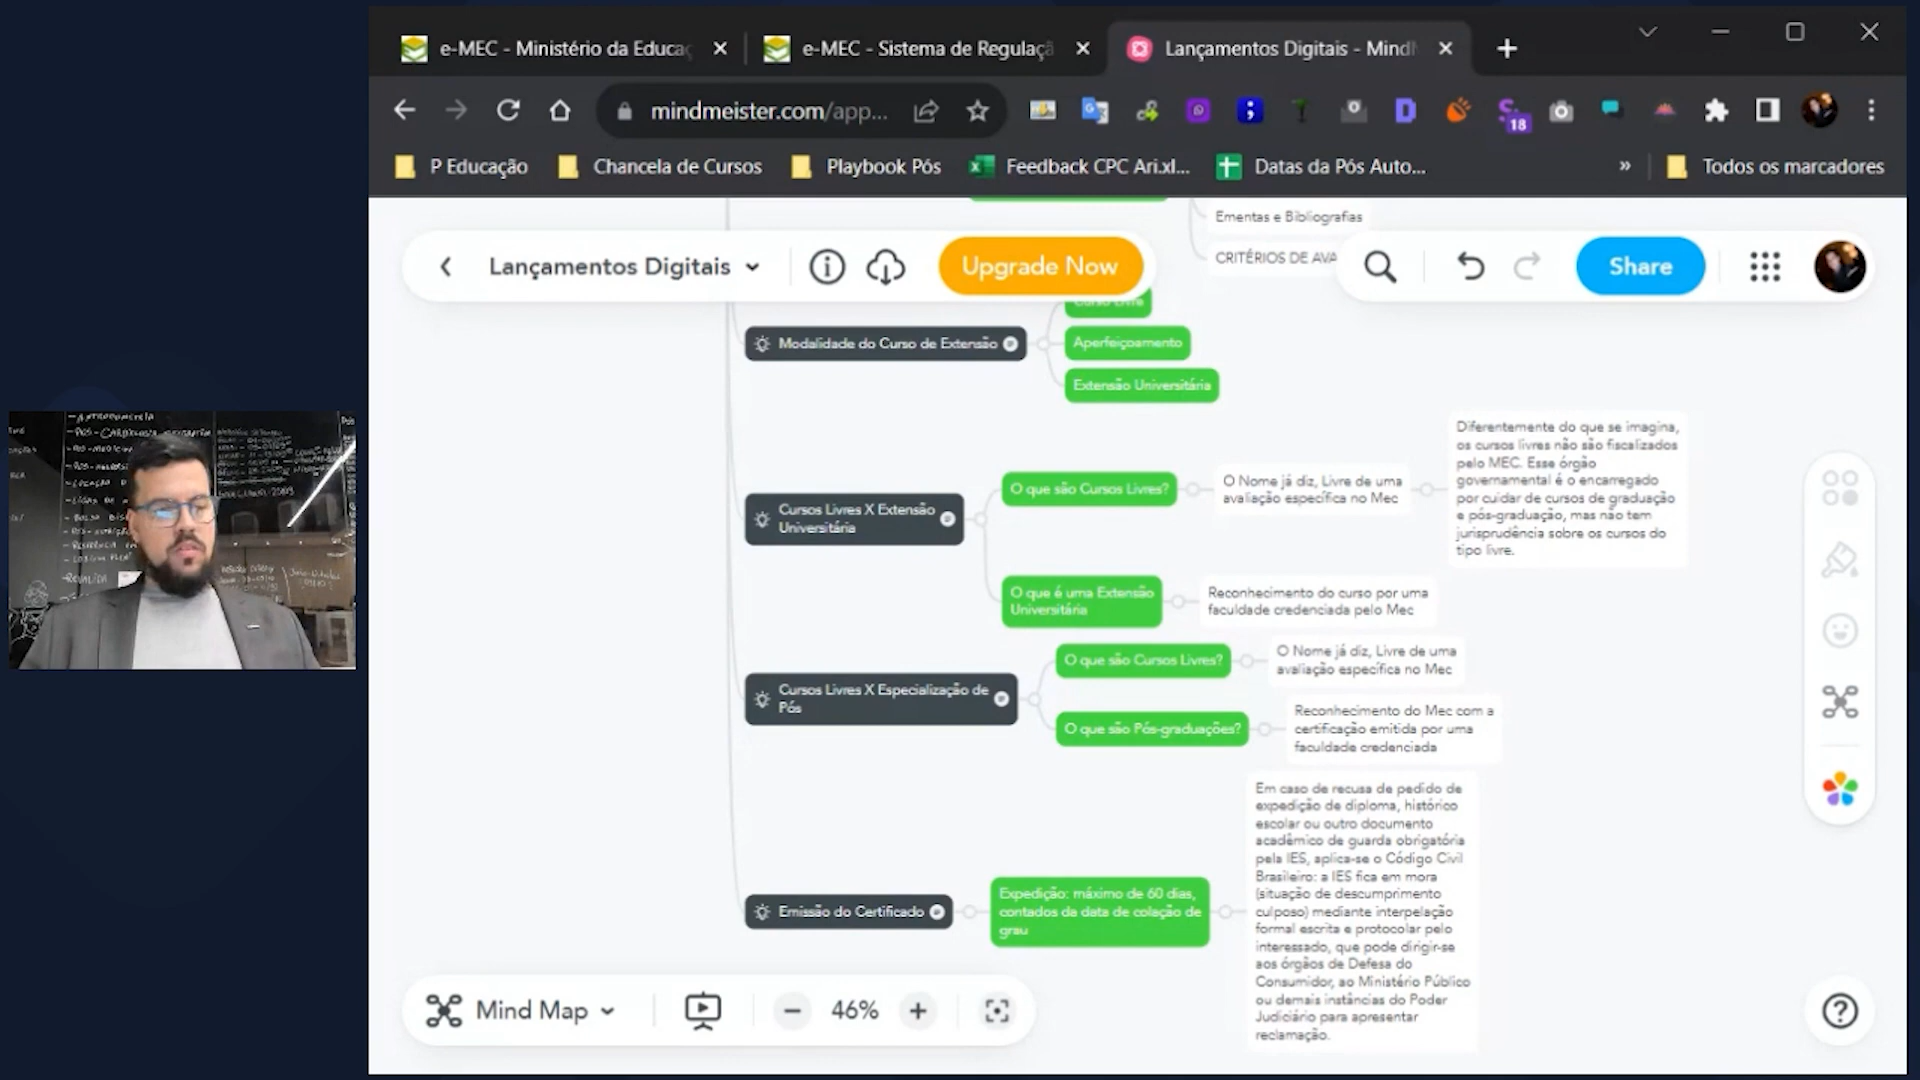 e-MEC - Ministério da Educaç
e-MEC - Sistema de Regulaçã
Lançamentos Digitais - MindM
mindmeister.com/app...
18
P Educação
Chancela de Cursos
Playbook Pós
Feedback CPC Ari.xl...
Datas da Pós Auto...
»
Todos os marcadores
Ementas e Bibliografias
CRITÉRIOS DE AVA
Lançamentos Digitais
Upgrade Now
Share
Curso Livre
Modalidade do Curso de Extensão
Aperfeiçoamento
Extensão Universitária
Cursos Livres X Extensão
Universitária
O que são Cursos Livres?
O Nome já diz, Livre de uma
avaliação específica no Mec
Diferentemente do que se imagina,
os cursos livres não são fiscalizados
pelo MEC. Esse órgão
governamental é o encarregado
por cuidar de cursos de graduação
e pós-graduação, mas não tem
jurisprudência sobre os cursos do
tipo livre.
O que é uma Extensão
Universitária
Reconhecimento do curso por uma
faculdade credenciada pelo Mec
Cursos Livres X Especialização de
Pós
O que são Cursos Livres?
O Nome já diz, Livre de uma
avaliação específica no Mec
O que são Pós-graduações?
Reconhecimento do Mec com a
certificação emitida por uma
faculdade credenciada
Emissão do Certificado
Expedição: máximo de 60 dias,
contados da data de colação de
grau
Em caso de recusa de pedido de
expedição de diploma, histórico
escolar ou outro documento
acadêmico de guarda obrigatória
pela IES, aplica-se o Código Civil
Brasileiro: a IES fica em mora
(situação de descumprimento
culposo) mediante interpelação
formal escrita e protocolar pelo
interessado, que pode dirigir-se
aos órgãos de Defesa do
Consumidor, ao Ministério Público
ou demais instâncias do Poder
Judiciário para apresentar
reclamação.
Mind Map
46%